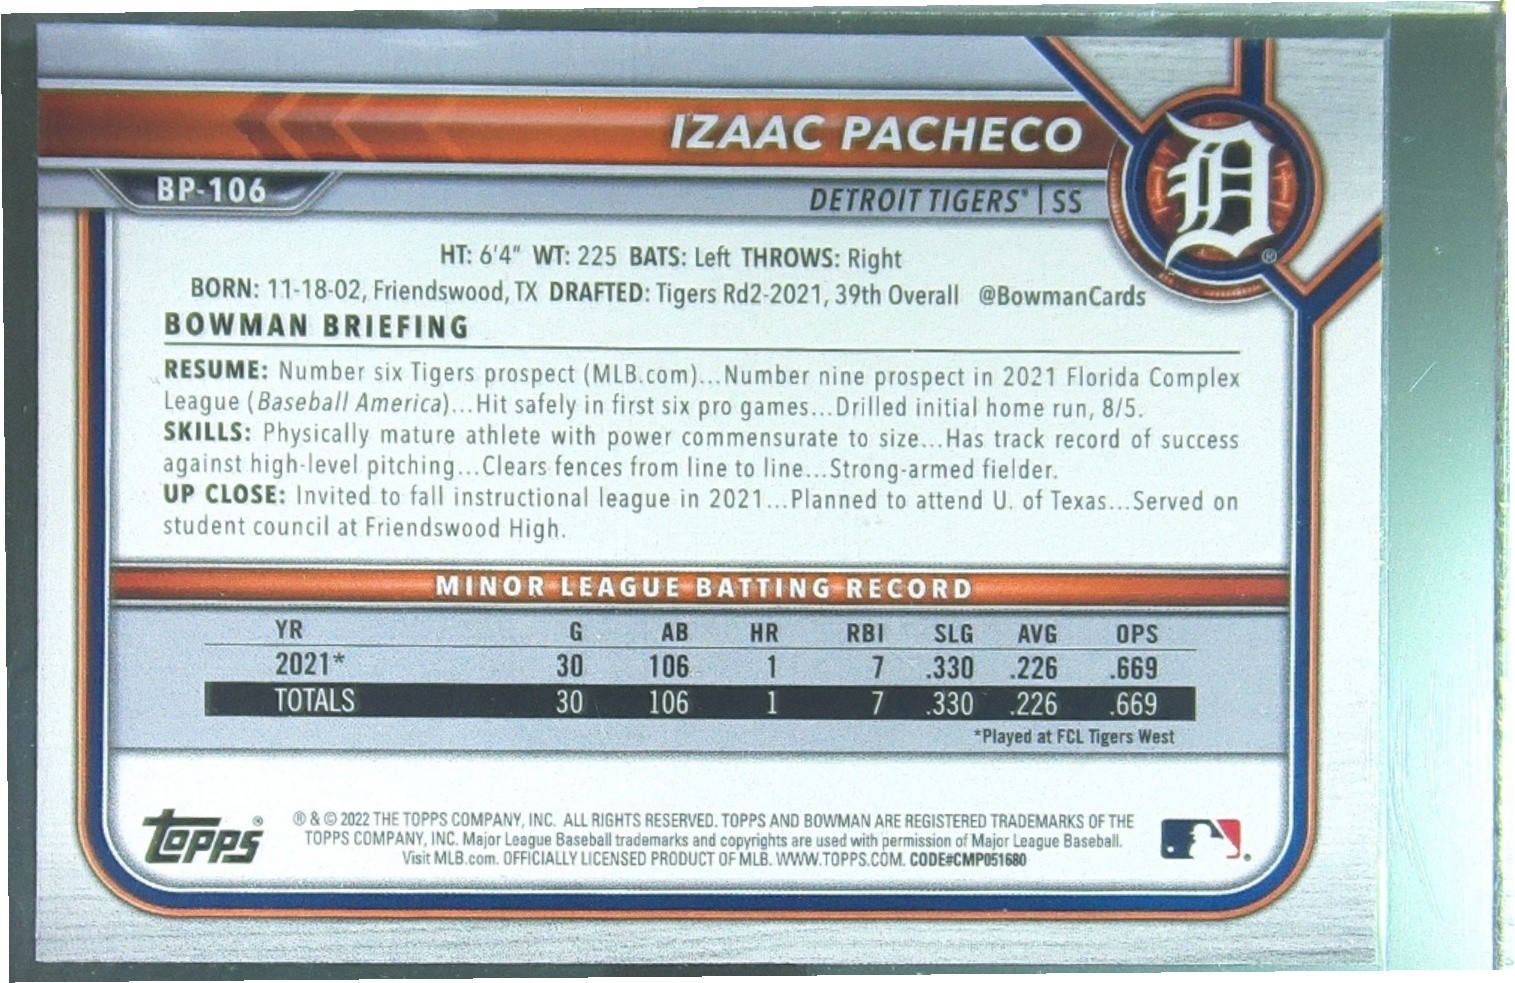 IZAAC PACHECO
BP-106
DETROIT TIGERS® | SS
D
®
HT: 6'4" WT: 225 BATS: Left THROWS: Right
BORN: 11-18-02, Friendswood, TX DRAFTED: Tigers Rd2-2021, 39th Overall @BowmanCards
BOWMAN BRIEFING
RESUME: Number six Tigers prospect (MLB.com)...Number nine prospect in 2021 Florida Complex
League (Baseball America)...Hit safely in first six pro games...Drilled initial home run, 8/5.
SKILLS: Physically mature athlete with power commensurate to size...Has track record of success
against high-level pitching...Clears fences from line to line...Strong-armed fielder.
UP CLOSE: Invited to fall instructional league in 2021...Planned to attend U. of Texas...Served on
student council at Friendswood High.
MINOR LEAGUE BATTING RECORD
YR G AB HR RBI SLG AVG OPS
2021* 30 106 1 7 .330 .226 .669
TOTALS 30 106 1 7 .330 .226 .669
*Played at FCL Tigers West
Topps®
® & © 2022 THE TOPPS COMPANY, INC. ALL RIGHTS RESERVED. TOPPS AND BOWMAN ARE REGISTERED TRADEMARKS OF THE
TOPPS COMPANY, INC. Major League Baseball trademarks and copyrights are used with permission of Major League Baseball.
Visit MLB.com. OFFICIALLY LICENSED PRODUCT OF MLB. WWW.TOPPS.COM. CODE#CMP051680